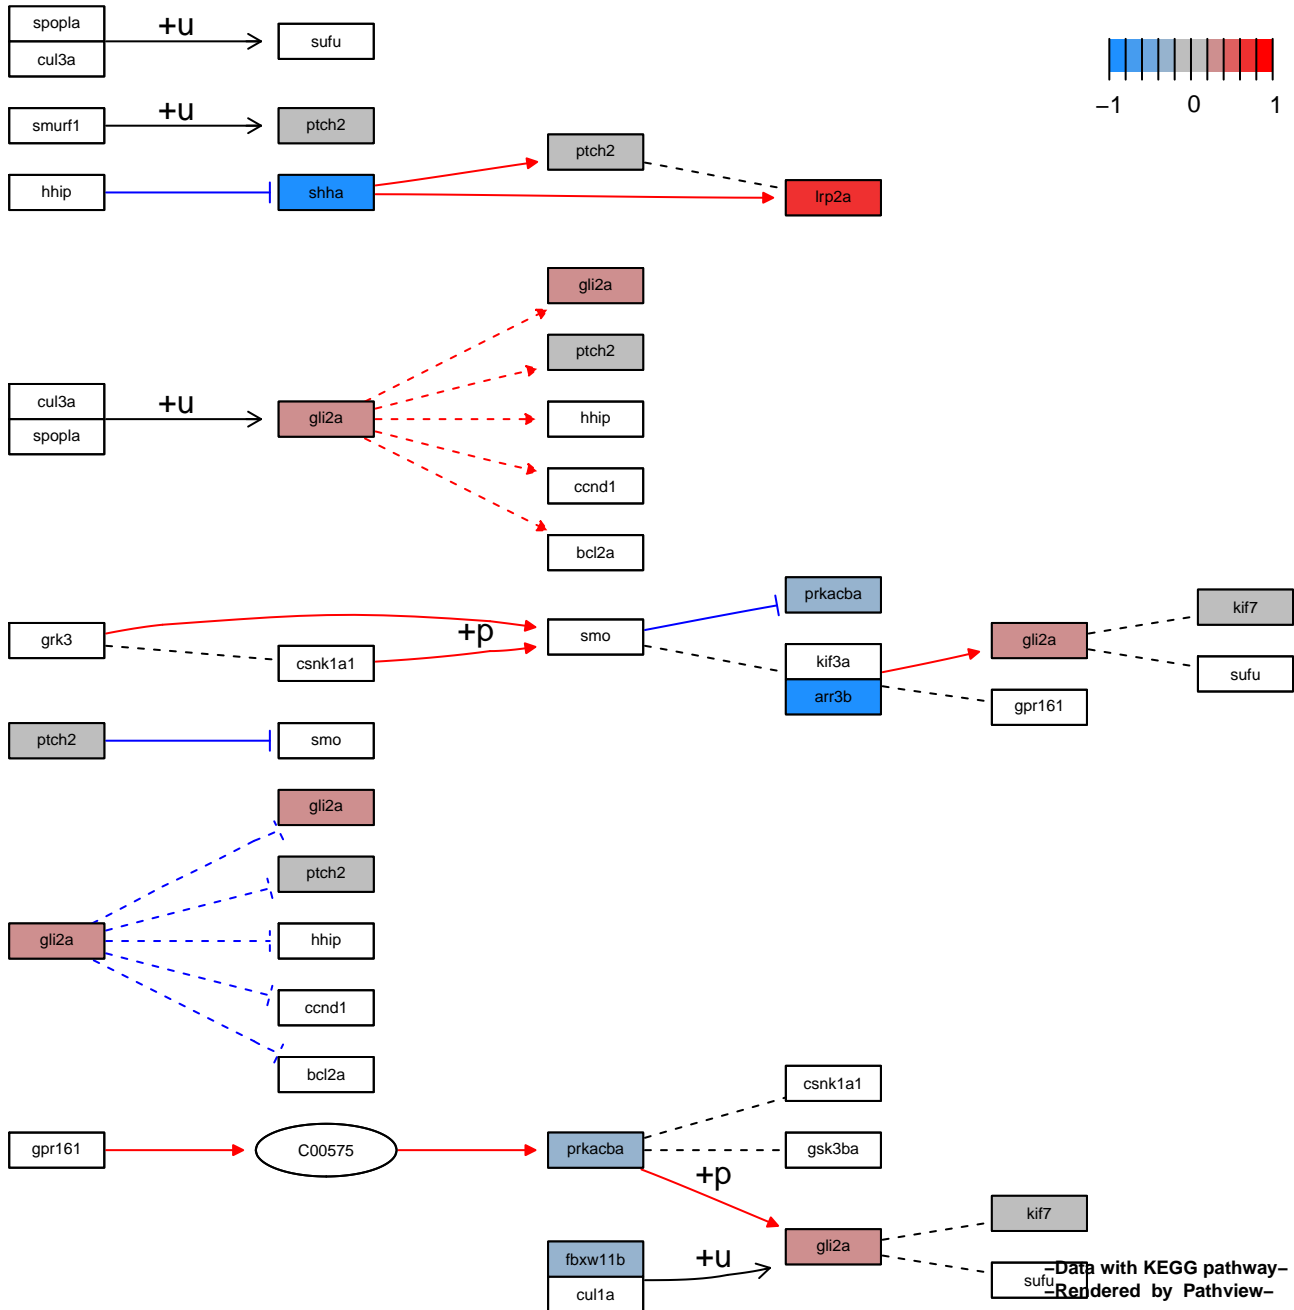 spopla
cul3a
+u
sufu
−1 0 1
smurf1
+u
ptch2
ptch2
hhip
shha
lrp2a
gli2a
ptch2
cul3a
spopla
+u
gli2a
hhip
ccnd1
bcl2a
prkacba
kif7
grk3
csnk1a1
+p
smo
kif3a
arr3b
gli2a
sufu
gpr161
ptch2
smo
gli2a
ptch2
gli2a
hhip
ccnd1
bcl2a
csnk1a1
gpr161
C00575
prkacba
gsk3ba
+p
kif7
fbxw11b
cul1a
+u
gli2a
sufu
−Data with KEGG pathway−
−Rendered by Pathview−